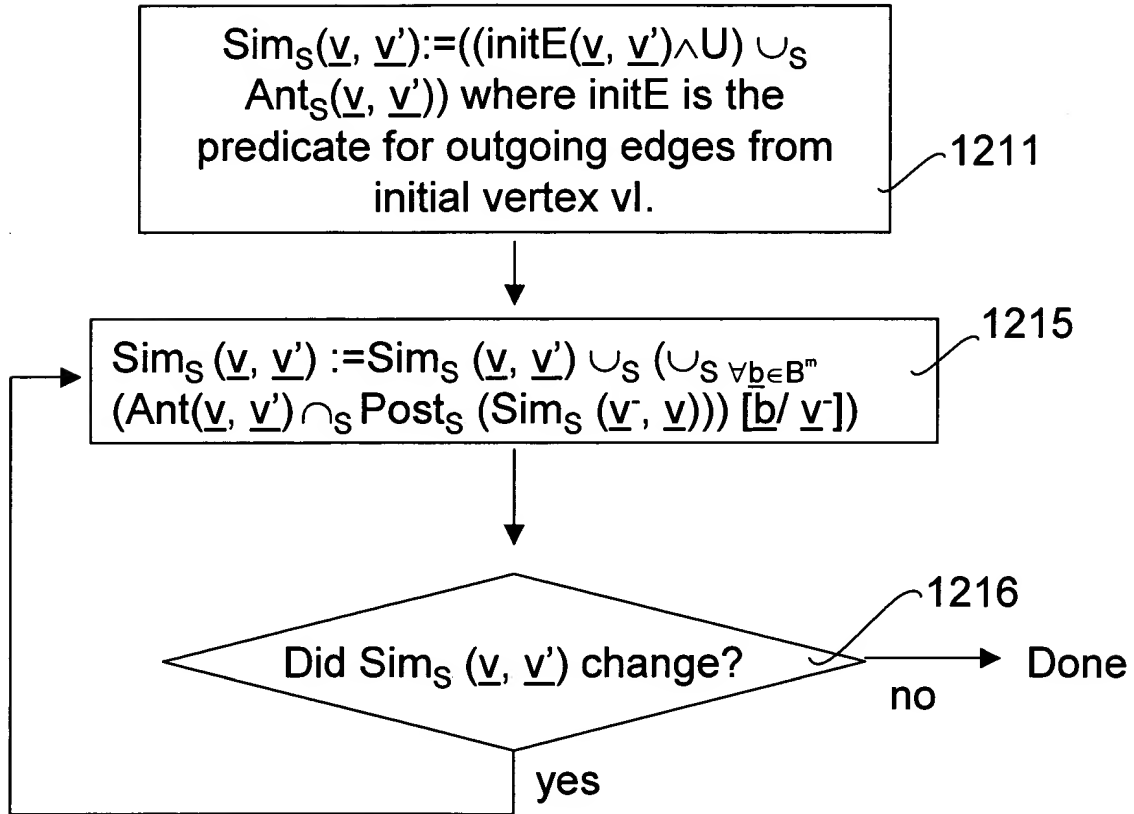 Sim_S(v̲, v̲’):=((initE(v̲, v̲’)∧U) ∪_S
Ant_S(v̲, v̲’)) where initE is the
predicate for outgoing edges from
initial vertex vI.
1211
1215
Sim_S (v̲, v̲’) :=Sim_S (v̲, v̲’) ∪_S (∪_S ∀b̲∈Bᵐ
(Ant(v̲, v̲’) ∩_S Post_S (Sim_S (v̲⁻, v̲))) [b̲/ v̲⁻])
1216
Did Sim_S (v̲, v̲’) change?
Done
no
yes